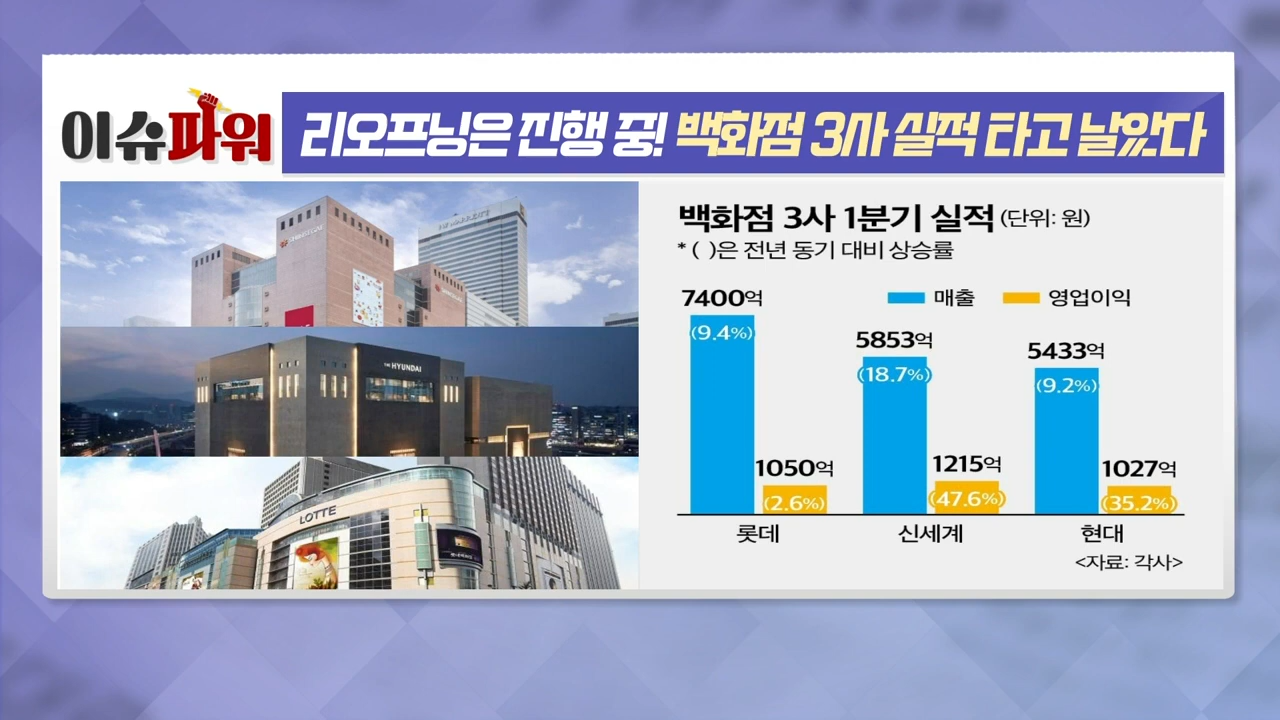 이슈파워
리오프닝은 진행 중! 백화점 3사 실적 타고 날았다
THE HYUNDAI
LOTTE
백화점 3사 1분기 실적 (단위: 원)
* ( )은 전년 동기 대비 상승률
매출 영업이익
7400억
(9.4%)
1050억
(2.6%)
5853억
(18.7%)
1215억
(47.6%)
5433억
(9.2%)
1027억
(35.2%)
롯데 신세계 현대
<자료: 각사>